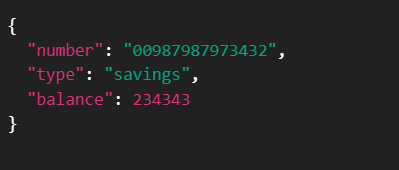 {
  "number": "00987987973432",
  "type": "savings",
  "balance": 234343
}